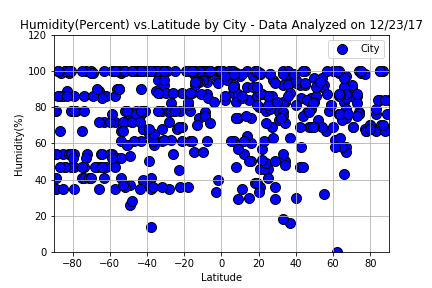 Humidity(Percent) vs.Latitude by City - Data Analyzed on 12/23/17
City
Humidity(%)
120
100
80
60
40
20
0
−80 −60 −40 −20 0 20 40 60 80
Latitude